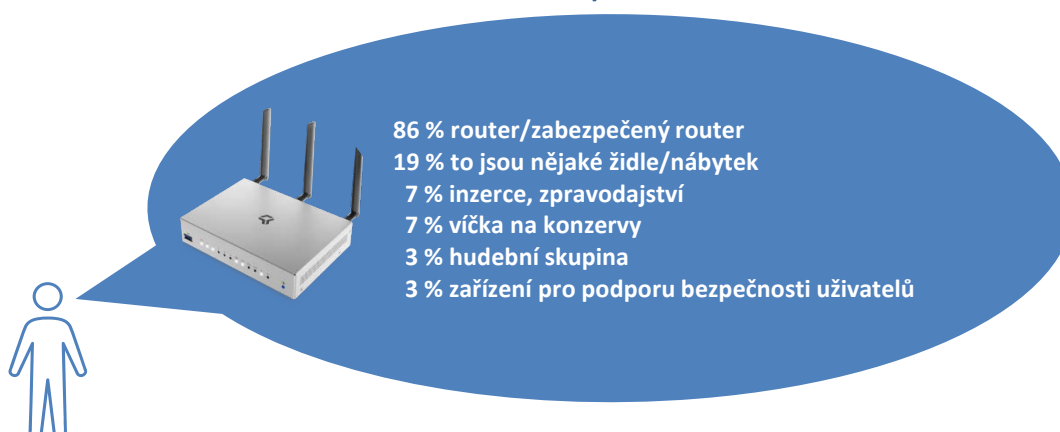 86 % router/zabezpečený router
19 % to jsou nějaké židle/nábytek
7 % inzerce, zpravodajství
7 % víčka na konzervy
3 % hudební skupina
3 % zařízení pro podporu bezpečnosti uživatelů